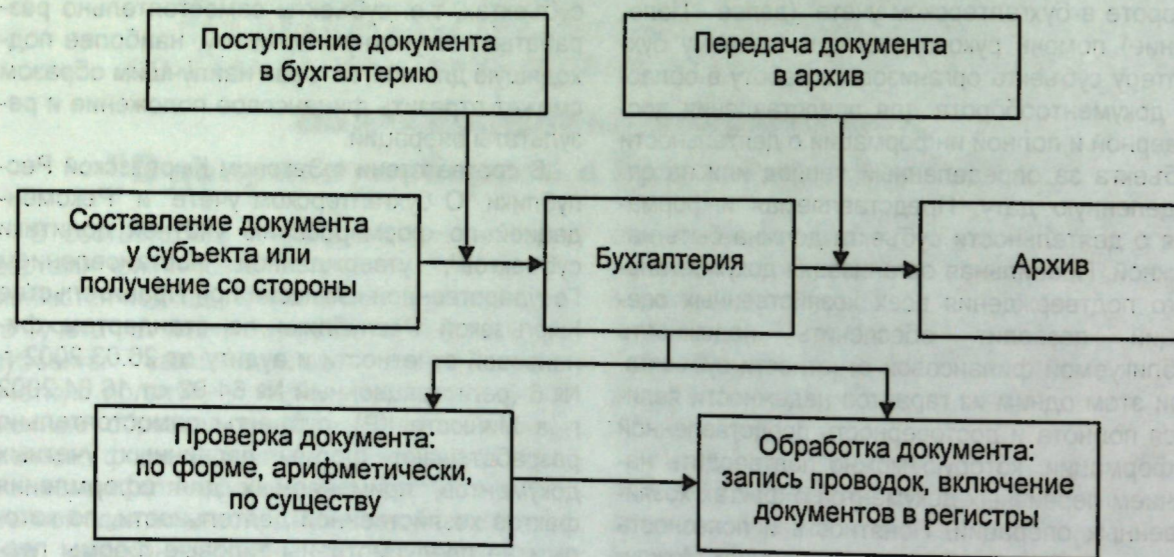 Поступление документа
в бухгалтерию
Передача документа
в архив
Составление документа
у субъекта или
получение со стороны
Бухгалтерия
Архив
Проверка документа:
по форме, арифметически,
по существу
Обработка документа:
запись проводок, включение
документов в регистры